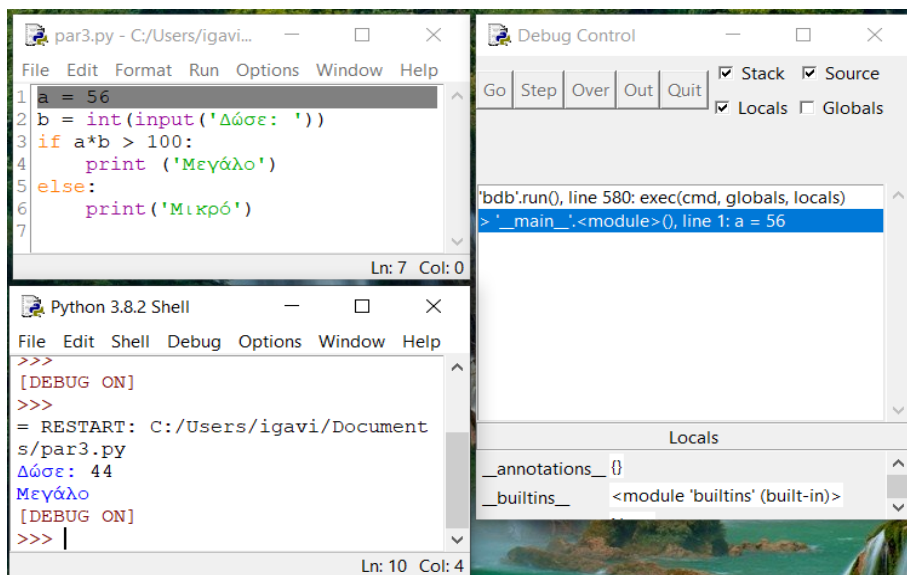 par3.py - C:/Users/igavi...
File Edit Format Run Options Window Help
1 a = 56
2 b = int(input('Δώσε: '))
3 if a*b > 100:
4     print ('Μεγάλο')
5 else:
6     print('Μικρό')
7
Ln: 7 Col: 0
Python 3.8.2 Shell
File Edit Shell Debug Options Window Help
>>>
[DEBUG ON]
>>>
= RESTART: C:/Users/igavi/Document
s/par3.py
Δώσε: 44
Μεγάλο
[DEBUG ON]
>>>
Ln: 10 Col: 4
Debug Control
Go Step Over Out Quit
Stack Source
Locals Globals
'bdb'.run(), line 580: exec(cmd, globals, locals)
> '__main__'.<module>(), line 1: a = 56
Locals
__annotations__ {}
__builtins__ <module 'builtins' (built-in)>